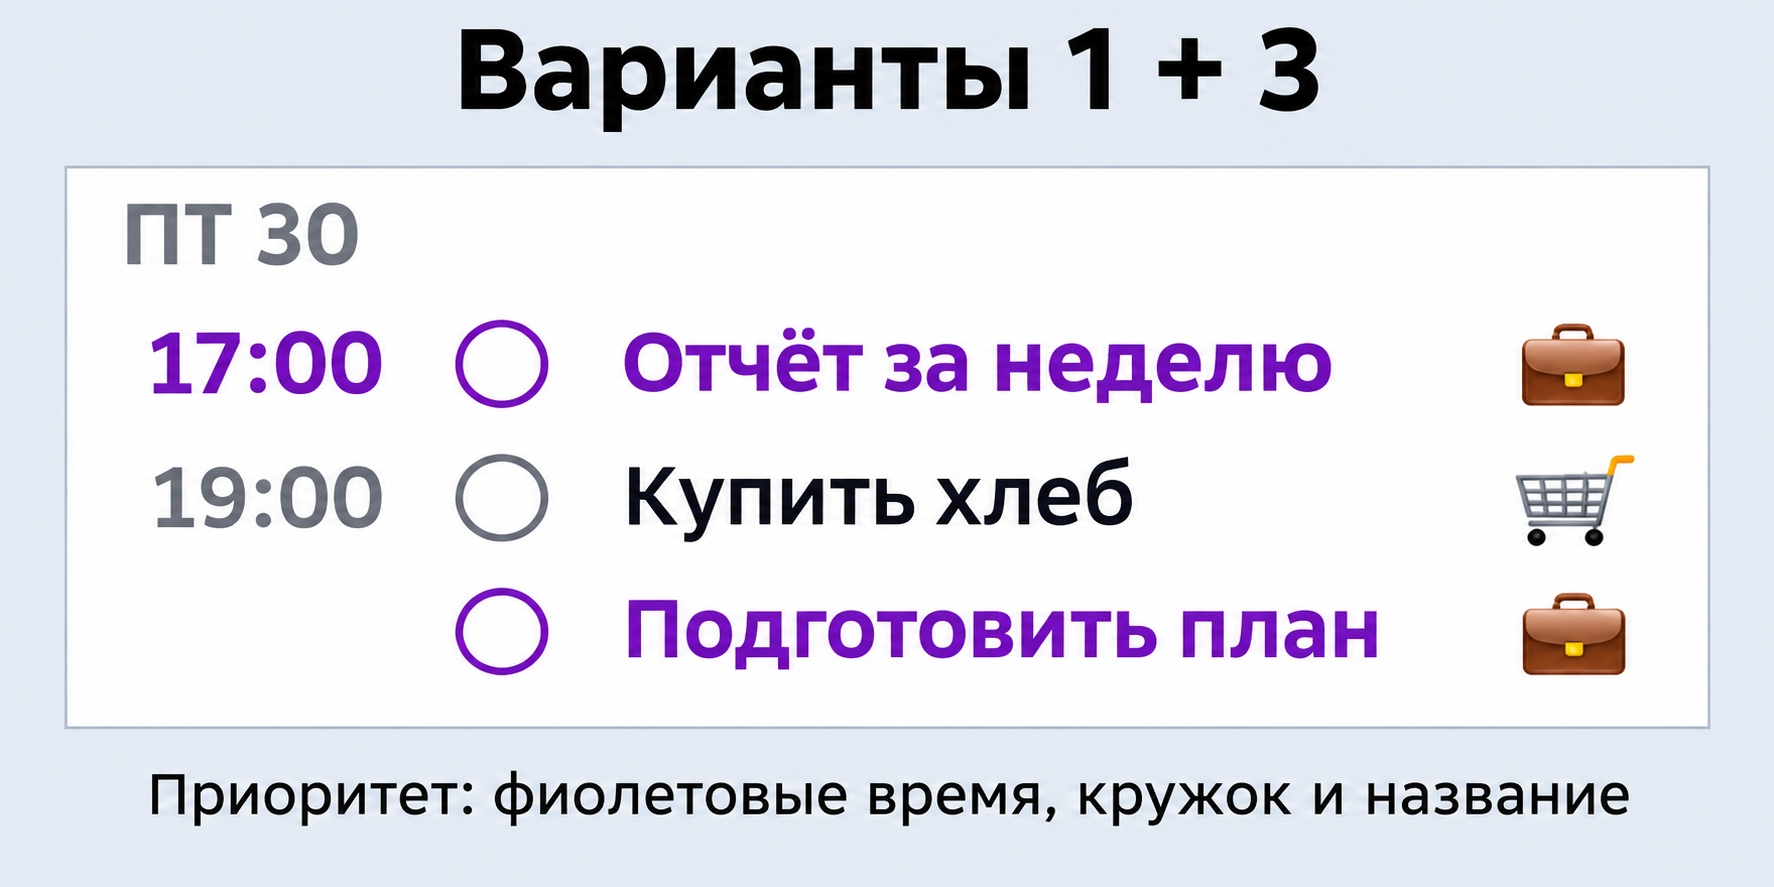 Варианты 1 + 3
ПТ 30
17:00 Отчёт за неделю
19:00 Купить хлеб
Подготовить план
Приоритет: фиолетовые время, кружок и название